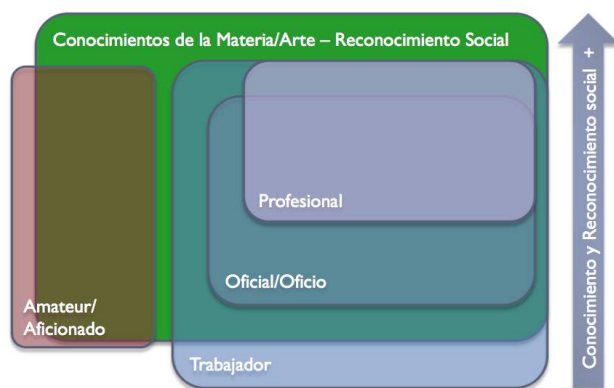 Conocimientos de la Materia/Arte – Reconocimiento Social
Profesional
Oficial/Oficio
Amateur/
Aficionado
Trabajador
Conocimiento y Reconocimiento social +